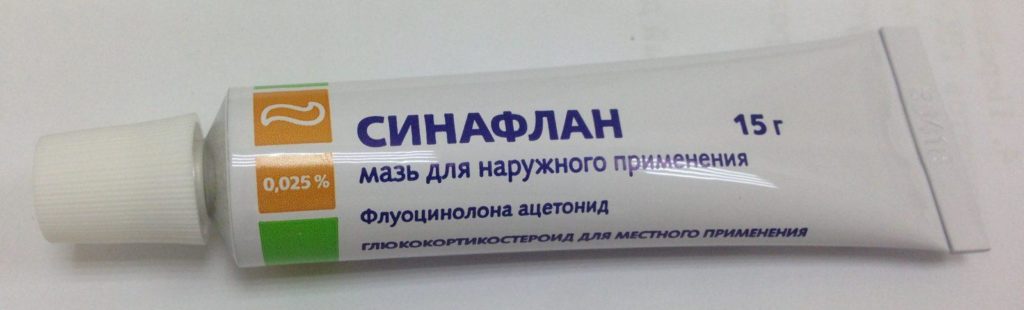 СИНАФЛАН
15 г
мазь для наружного применения
0,025 %
Флуоцинолона ацетонид
ГЛЮКОКОРТИКОСТЕРОИД ДЛЯ МЕСТНОГО ПРИМЕНЕНИЯ